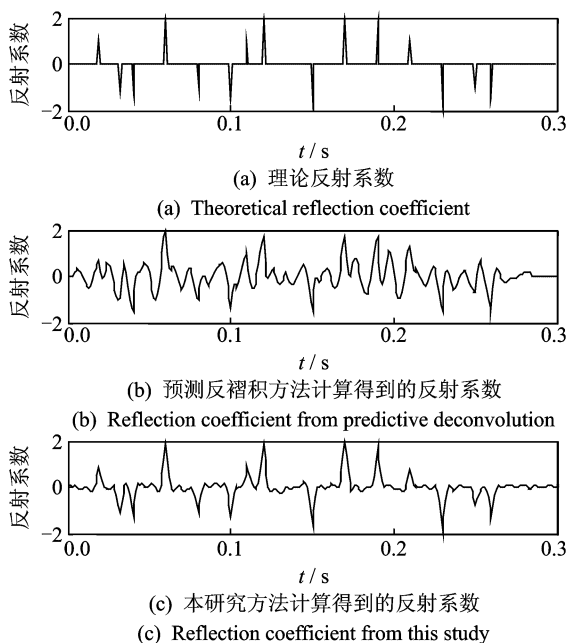 反射系数
2
0
−2
0.0 0.1 0.2 0.3
t / s
(a) 理论反射系数
(a) Theoretical reflection coefficient
反射系数
2
0
−2
0.0 0.1 0.2 0.3
t / s
(b) 预测反褶积方法计算得到的反射系数
(b) Reflection coefficient from predictive deconvolution
反射系数
2
0
−2
0.0 0.1 0.2 0.3
t / s
(c) 本研究方法计算得到的反射系数
(c) Reflection coefficient from this study